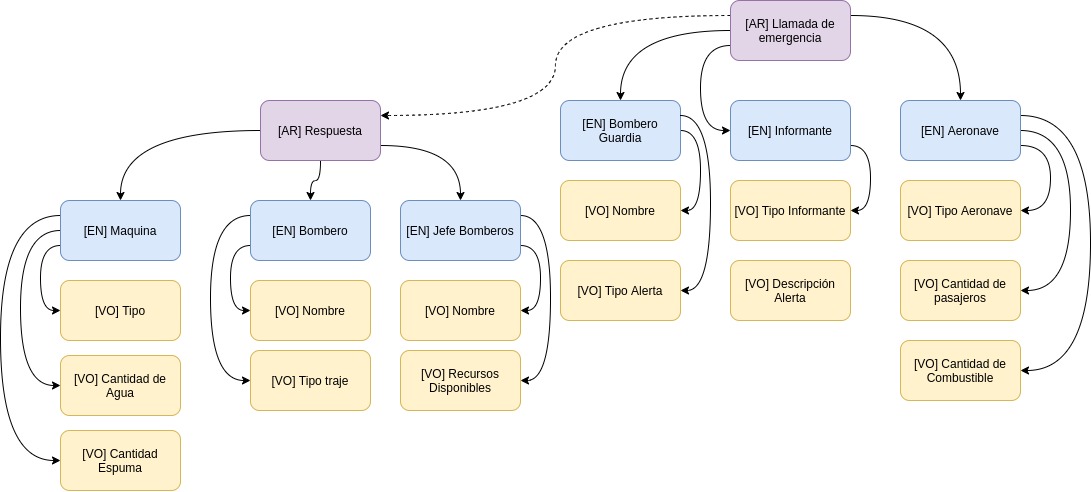 [AR] Llamada de
emergencia
[AR] Respuesta
[EN] Bombero
Guardia
[EN] Informante
[EN] Aeronave
[VO] Nombre
[VO] Tipo Informante
[VO] Tipo Aeronave
[EN] Maquina
[EN] Bombero
[EN] Jefe Bomberos
[VO] Tipo Alerta
[VO] Descripción
Alerta
[VO] Cantidad de
pasajeros
[VO] Tipo
[VO] Nombre
[VO] Nombre
[VO] Cantidad de
Combustible
[VO] Cantidad de
Agua
[VO] Tipo traje
[VO] Recursos
Disponibles
[VO] Cantidad
Espuma